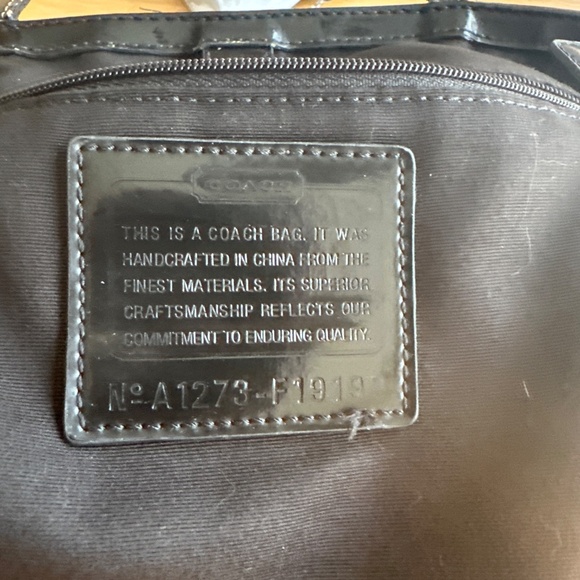 COACH
THIS IS A COACH BAG. IT WAS
HANDCRAFTED IN CHINA FROM THE
FINEST MATERIALS. ITS SUPERIOR
CRAFTSMANSHIP REFLECTS OUR
COMMITMENT TO ENDURING QUALITY.
Nº A1273-